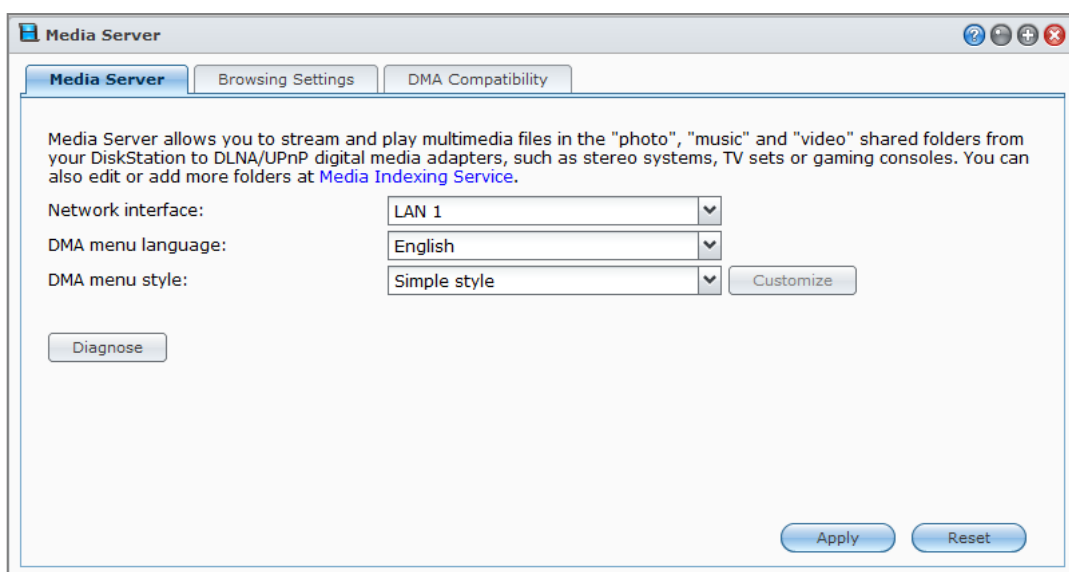 Media Server
Media Server Browsing Settings DMA Compatibility
Media Server allows you to stream and play multimedia files in the "photo", "music" and "video" shared folders from
your DiskStation to DLNA/UPnP digital media adapters, such as stereo systems, TV sets or gaming consoles. You can
also edit or add more folders at Media Indexing Service.
Network interface: LAN 1
DMA menu language: English
DMA menu style: Simple style Customize
Diagnose
Apply Reset